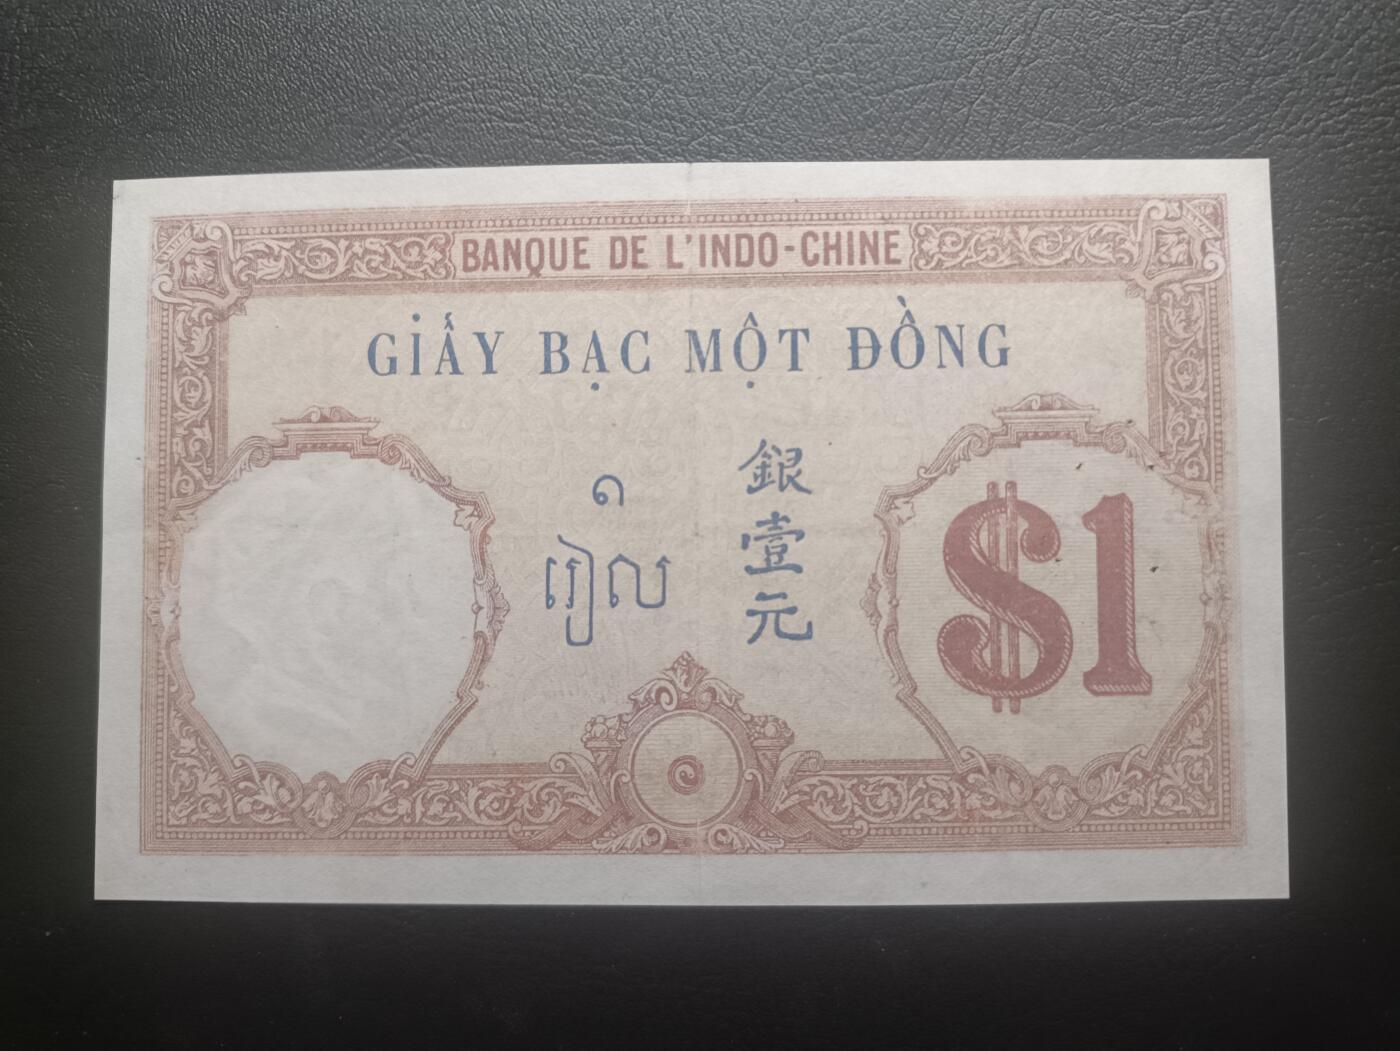 BANQUE DE L'INDO-CHINE
GIẤY BẠC MỘT ĐỒNG
១
រៀល
銀壹元
$1